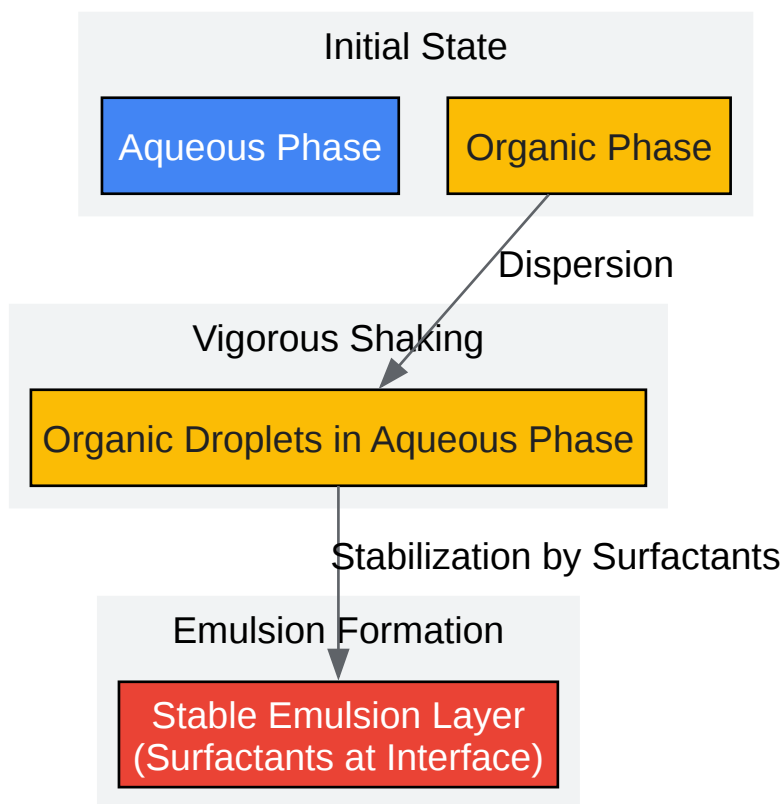 Initial State
Aqueous Phase
Organic Phase
Dispersion
Vigorous Shaking
Organic Droplets in Aqueous Phase
Stabilization by Surfactants
Emulsion Formation
Stable Emulsion Layer
(Surfactants at Interface)